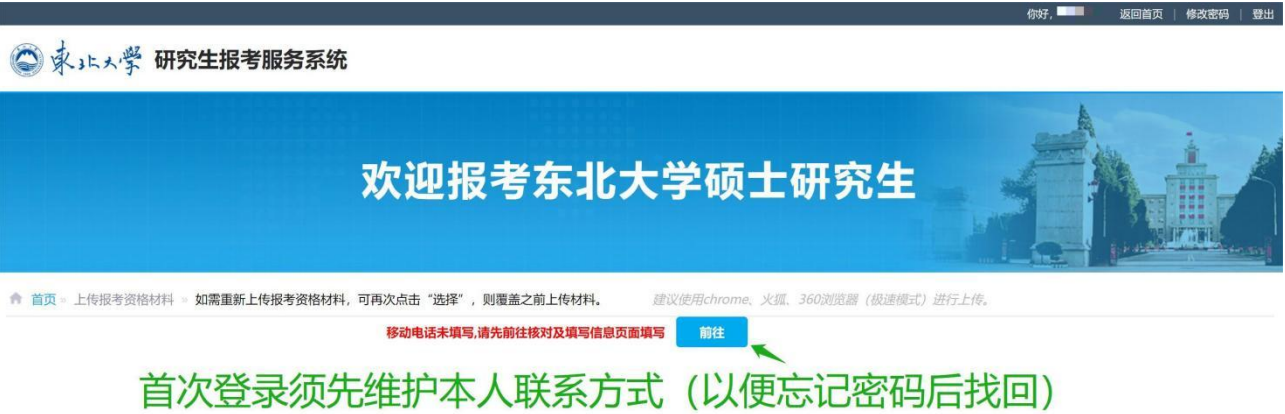 你好, 返回首页 | 修改密码 | 登出
東北大学 研究生报考服务系统
欢迎报考东北大学硕士研究生
首页 » 上传报考资格材料 » 如需重新上传报考资格材料，可再次点击“选择”，则覆盖之前上传材料。 建议使用chrome、火狐、360浏览器（极速模式）进行上传。
移动电话未填写,请先前往核对及填写信息页面填写 前往
首次登录须先维护本人联系方式（以便忘记密码后找回）